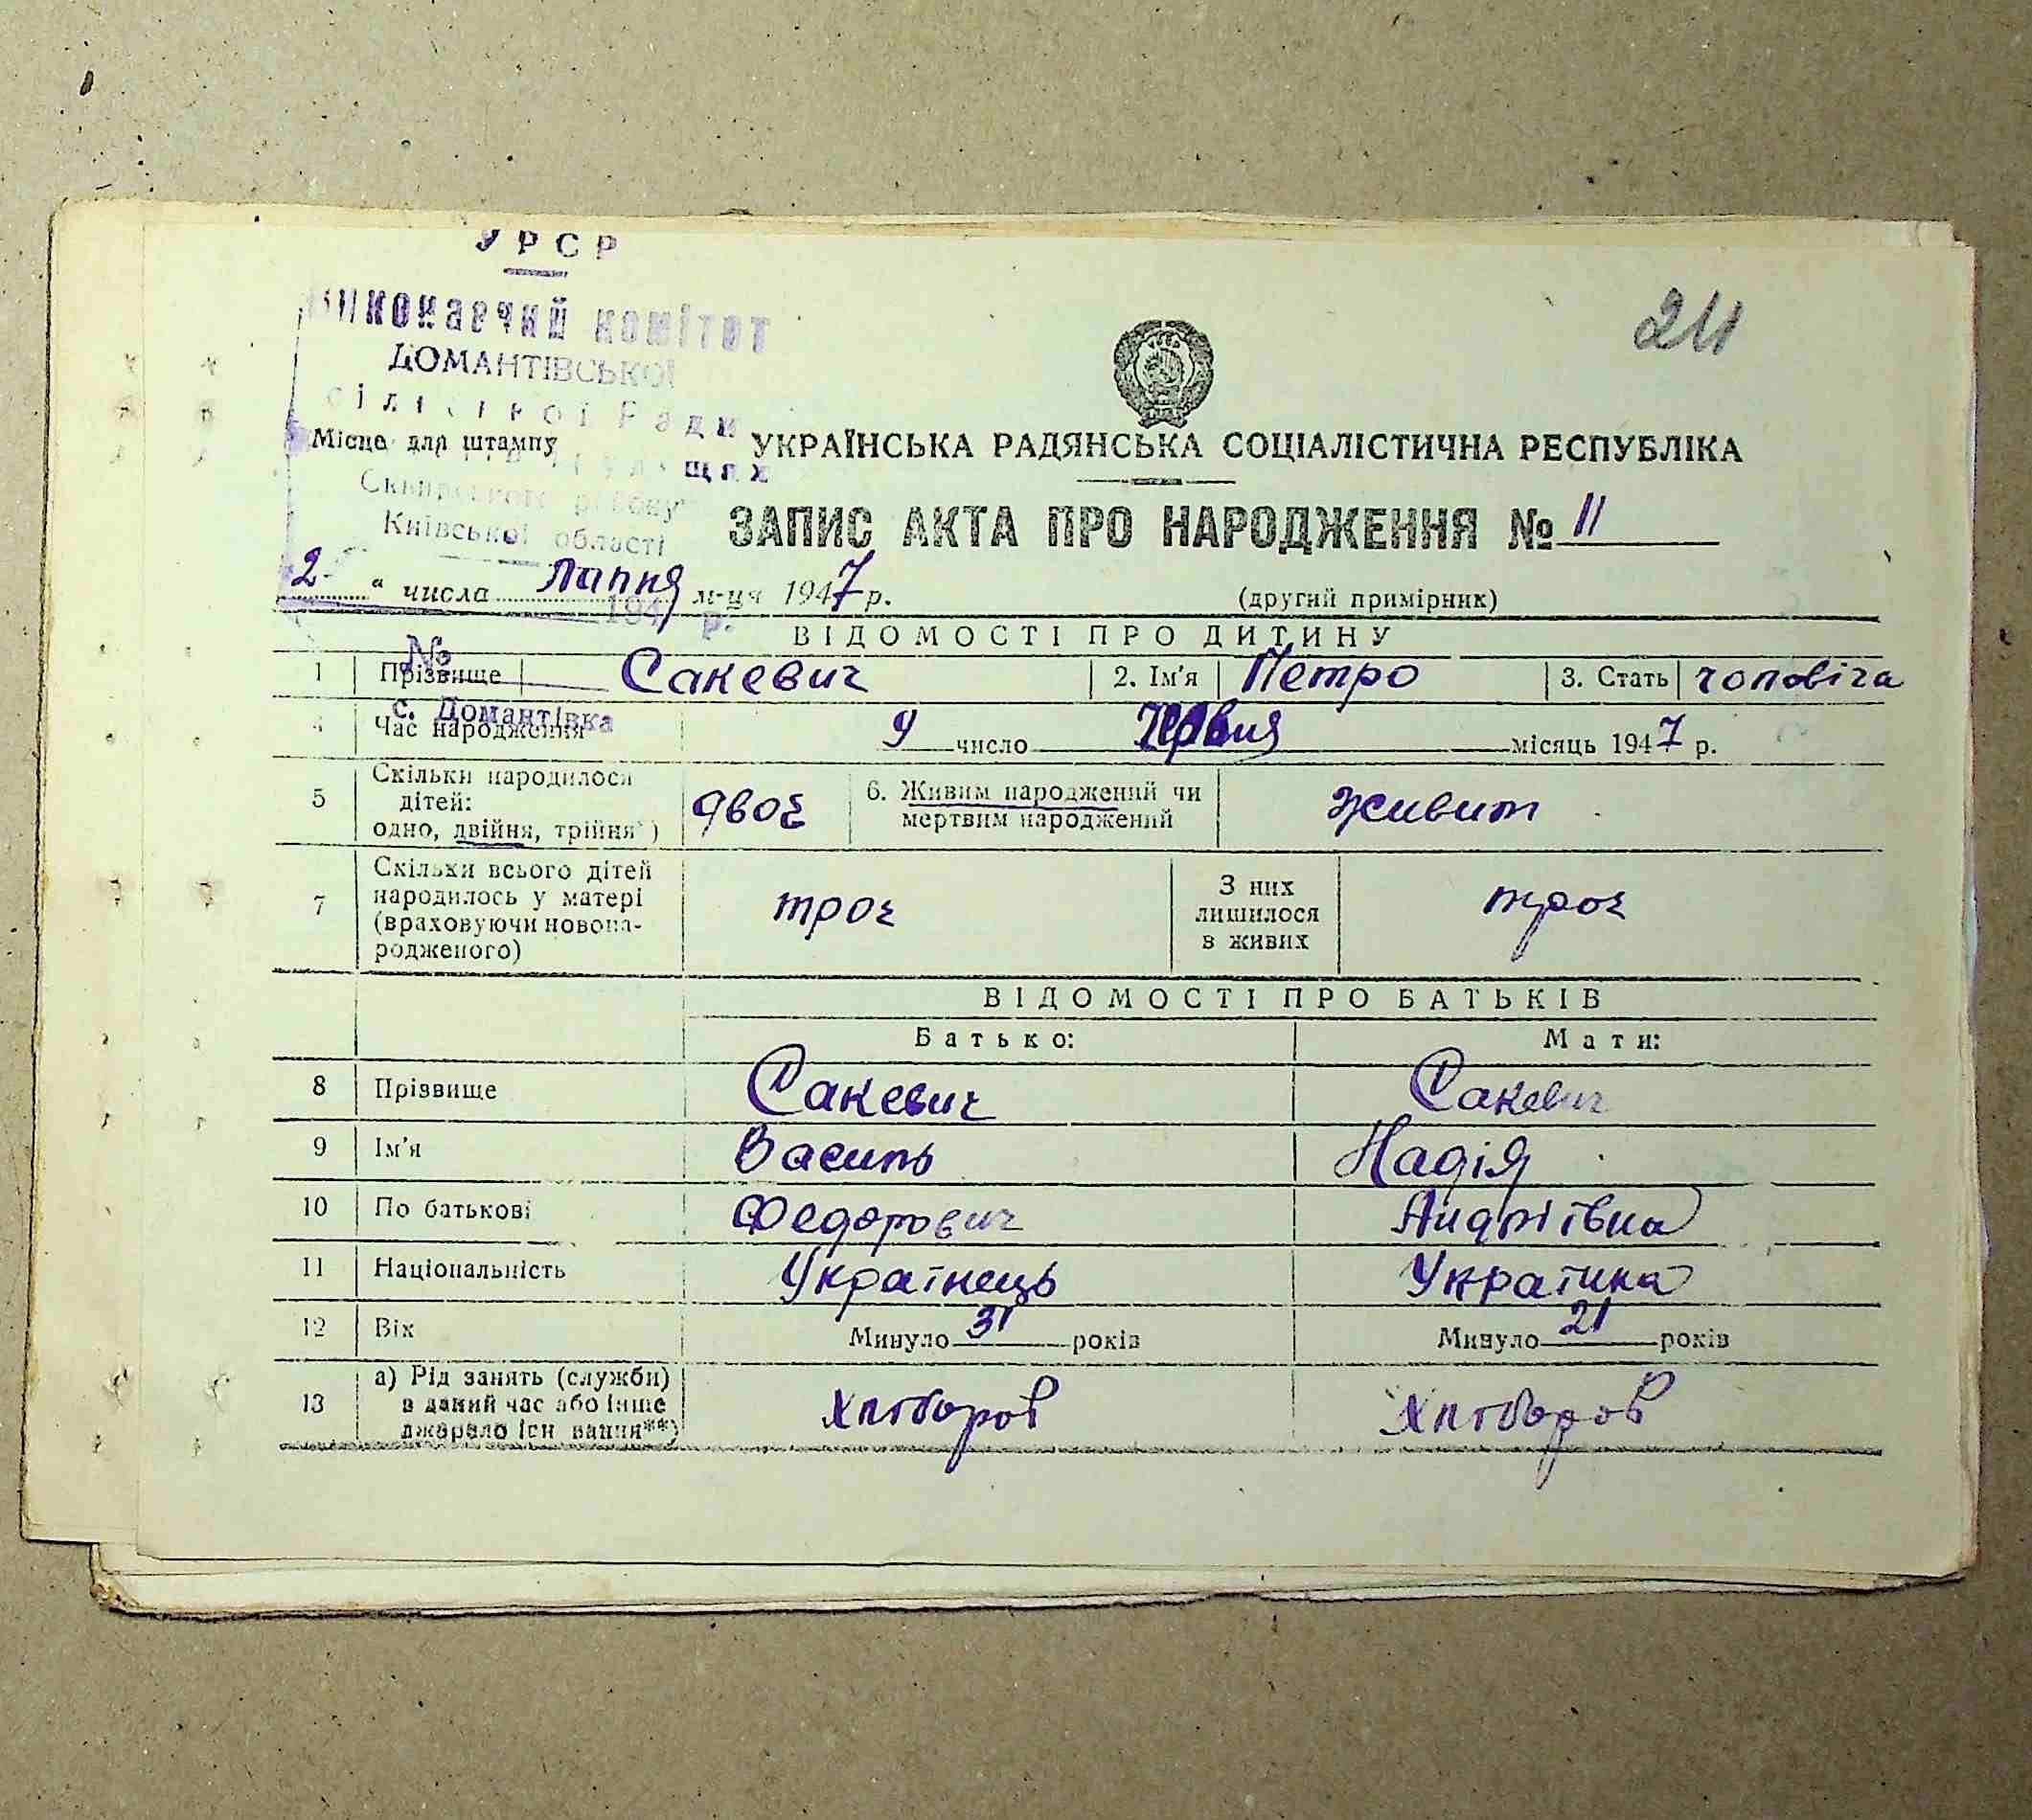 УРСР
Виконавчий комітет
ДОМАНТІВСЬКОЇ
сільської Ради
Місце для штампу
трудящих
Сквирського району
Київської області
194 р.
№
с. Домантівка
24
УКРАЇНСЬКА РАДЯНСЬКА СОЦІАЛІСТИЧНА РЕСПУБЛІКА
ЗАПИС АКТА ПРО НАРОДЖЕННЯ № 11
2 " числа Липня м-ця 1947 р. (другий примірник)
ВІДОМОСТІ ПРО ДИТИНУ
1 Прізвище Сакевич 2. Ім'я Петро 3. Стать чоловіча
4 Час народження 9 число Червня місяць 1947 р.
5 Скільки народилося дітей: одно, двійня, трійня*) двоє 6. Живим народжений чи мертвим народжений живим
7 Скільки всього дітей народилось у матері (враховуючи новона-родженого) троє З них лишилося в живих троє
ВІДОМОСТІ ПРО БАТЬКІВ
Батько: Мати:
8 Прізвище Сакевич Сакевич
9 Ім'я Василь Надія
10 По батькові Федорович Андріївна
11 Національність Українець Українка
12 Вік Минуло 31 років Минуло 21 років
13 а) Рід занять (служби) в даний час або інше джерело існування**) Хлібороб Хлібороб